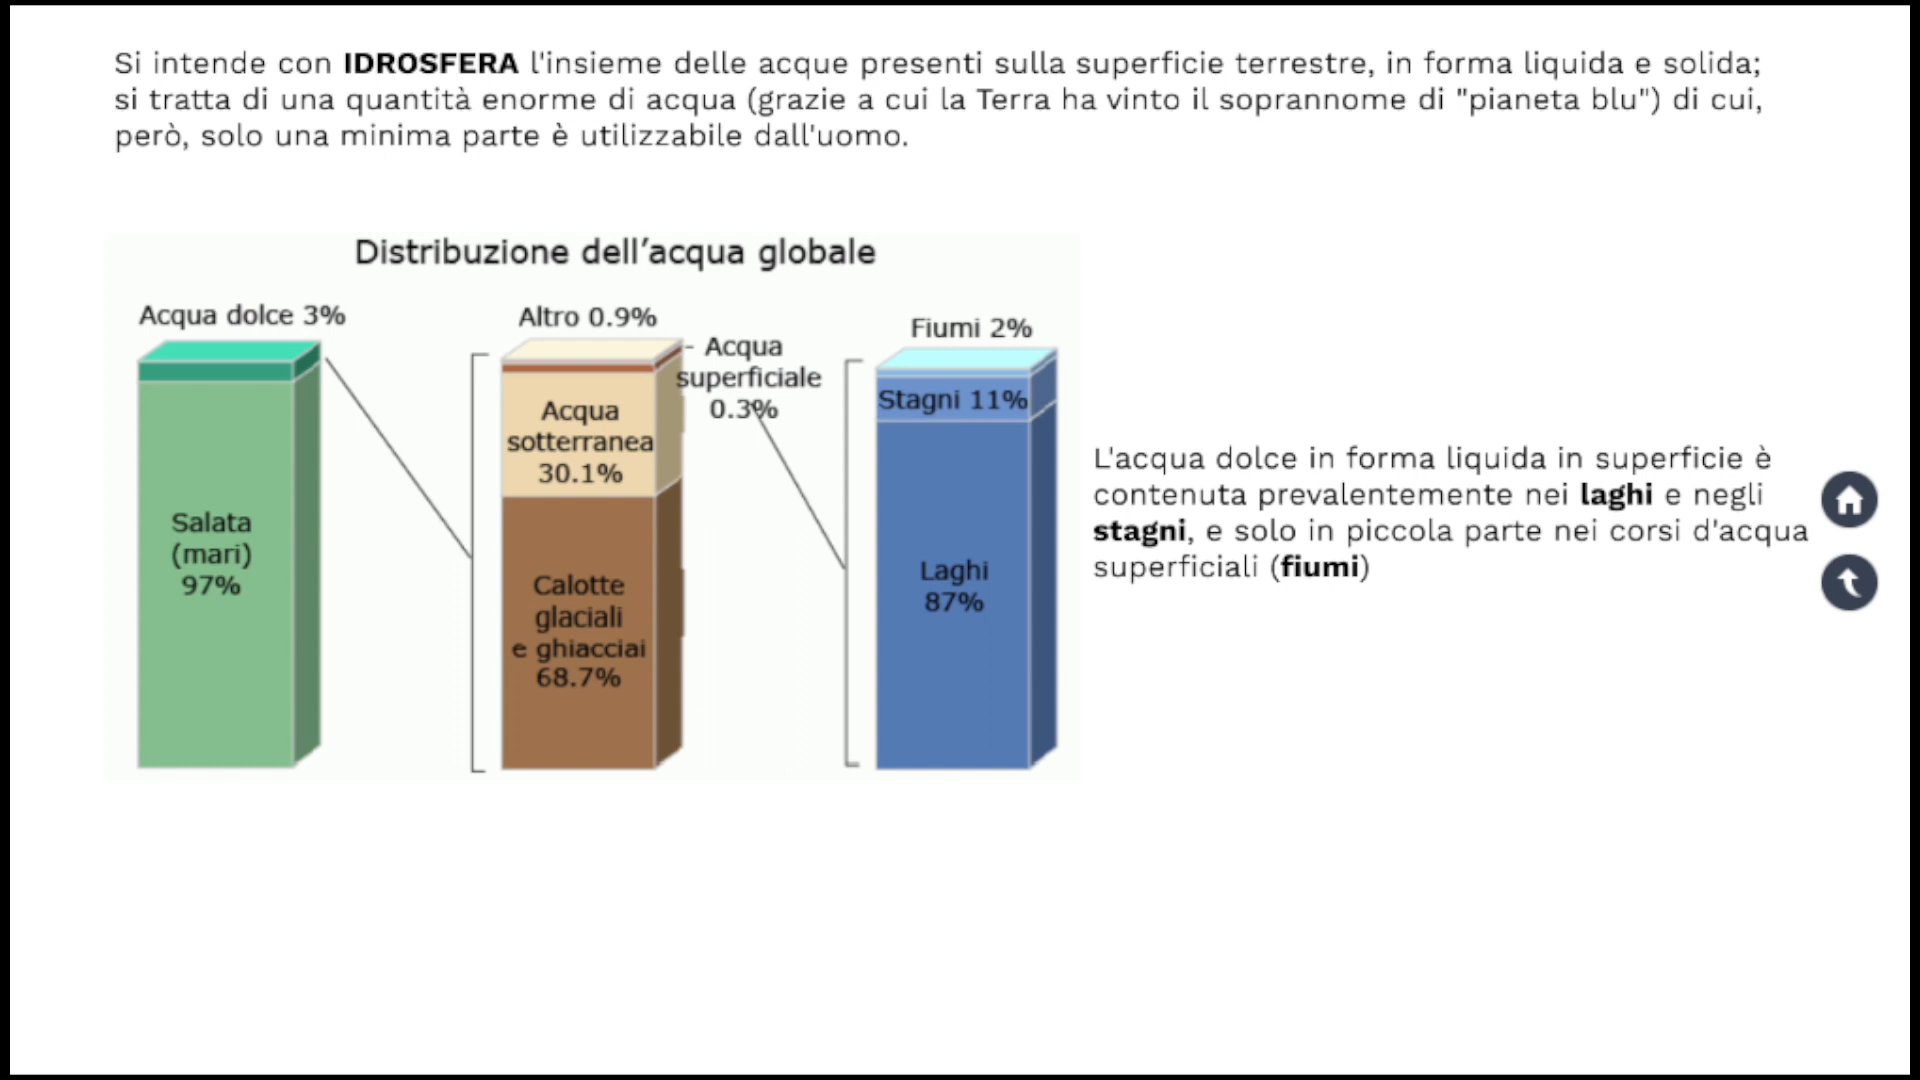 Si intende con IDROSFERA l'insieme delle acque presenti sulla superficie terrestre, in forma liquida e solida;
si tratta di una quantità enorme di acqua (grazie a cui la Terra ha vinto il soprannome di "pianeta blu") di cui,
però, solo una minima parte è utilizzabile dall'uomo.
Distribuzione dell’acqua globale
Acqua dolce 3%
Salata
(mari)
97%
Altro 0.9%
Acqua
superficiale
0.3%
Acqua
sotterranea
30.1%
Calotte
glaciali
e ghiacciai
68.7%
Fiumi 2%
Stagni 11%
Laghi
87%
L'acqua dolce in forma liquida in superficie è
contenuta prevalentemente nei laghi e negli
stagni, e solo in piccola parte nei corsi d'acqua
superficiali (fiumi)